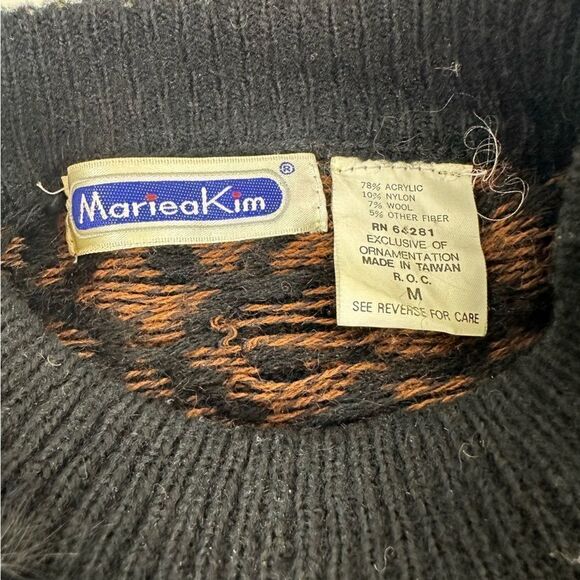 MarieaKim ®
78% ACRYLIC
10% NYLON
7% WOOL
5% OTHER FIBER
RN 64281
EXCLUSIVE OF
ORNAMENTATION
MADE IN TAIWAN
R.O.C.
M
SEE REVERSE FOR CARE